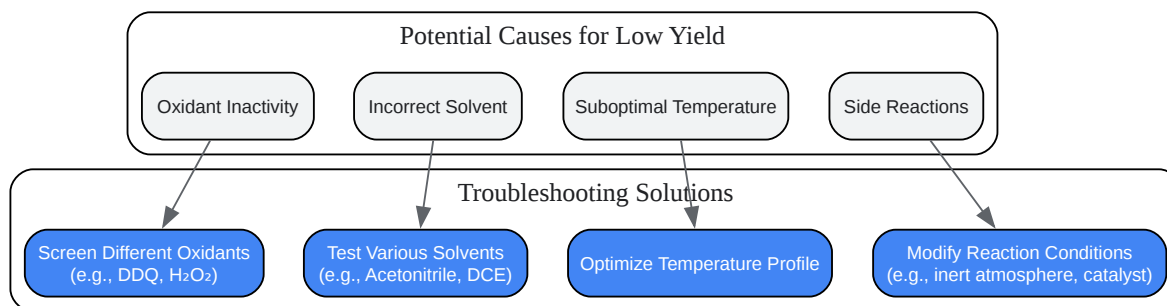 Potential Causes for Low Yield
Oxidant Inactivity
Incorrect Solvent
Suboptimal Temperature
Side Reactions
Troubleshooting Solutions
Screen Different Oxidants
(e.g., DDQ, H₂O₂)
Test Various Solvents
(e.g., Acetonitrile, DCE)
Optimize Temperature Profile
Modify Reaction Conditions
(e.g., inert atmosphere, catalyst)